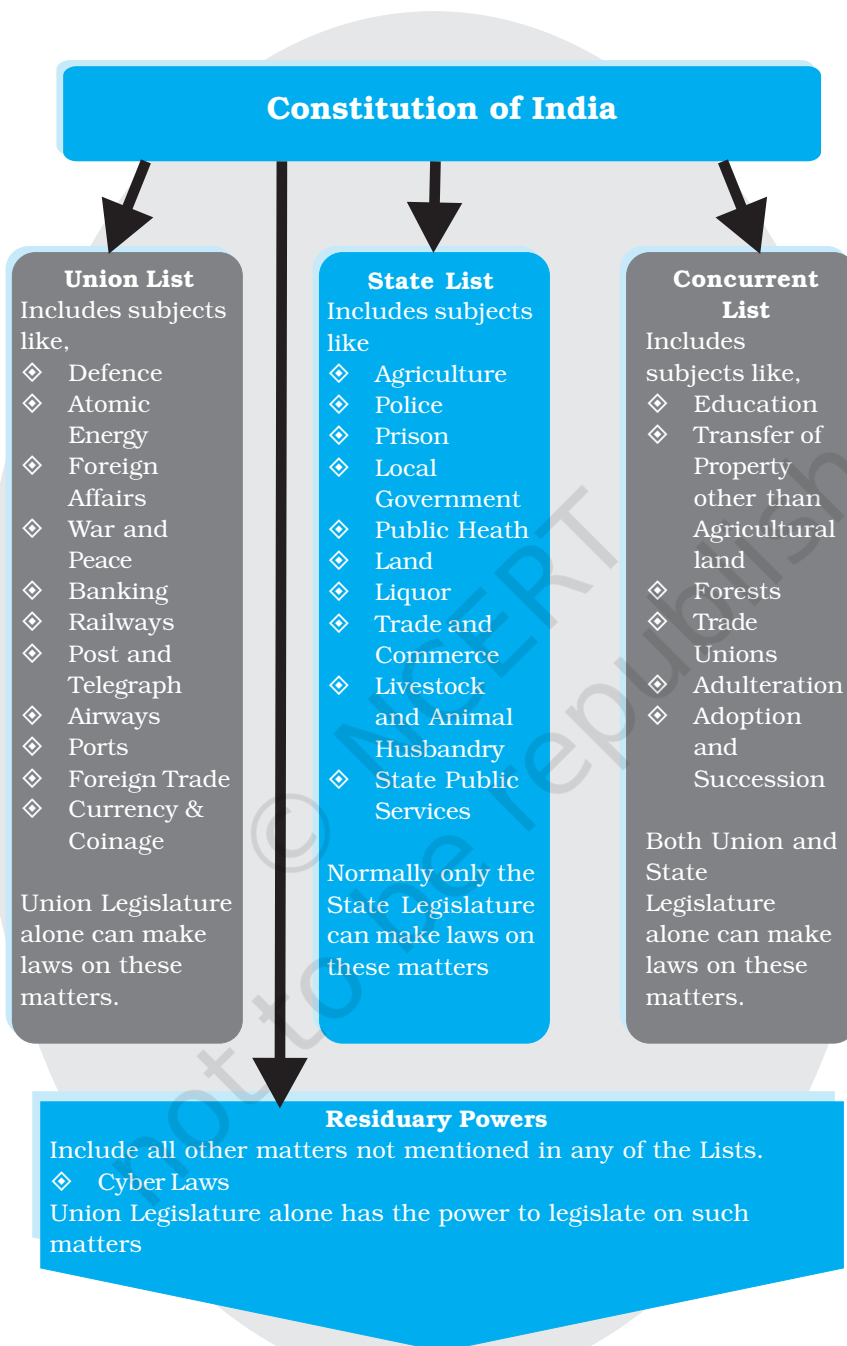 Constitution of India
Union List
Includes subjects
like,
Defence
Atomic
Energy
Foreign
Affairs
War and
Peace
Banking
Railways
Post and
Telegraph
Airways
Ports
Foreign Trade
Currency &
Coinage
Union Legislature
alone can make
laws on these
matters.
State List
Includes subjects
like
Agriculture
Police
Prison
Local
Government
Public Heath
Land
Liquor
Trade and
Commerce
Livestock
and Animal
Husbandry
State Public
Services
Normally only the
State Legislature
can make laws on
these matters
Concurrent
List
Includes
subjects like,
Education
Transfer of
Property
other than
Agricultural
land
Forests
Trade
Unions
Adulteration
Adoption
and
Succession
Both Union and
State
Legislature
alone can make
laws on these
matters.
Residuary Powers
Include all other matters not mentioned in any of the Lists.
Cyber Laws
Union Legislature alone has the power to legislate on such
matters
© NCERT
not to be republish